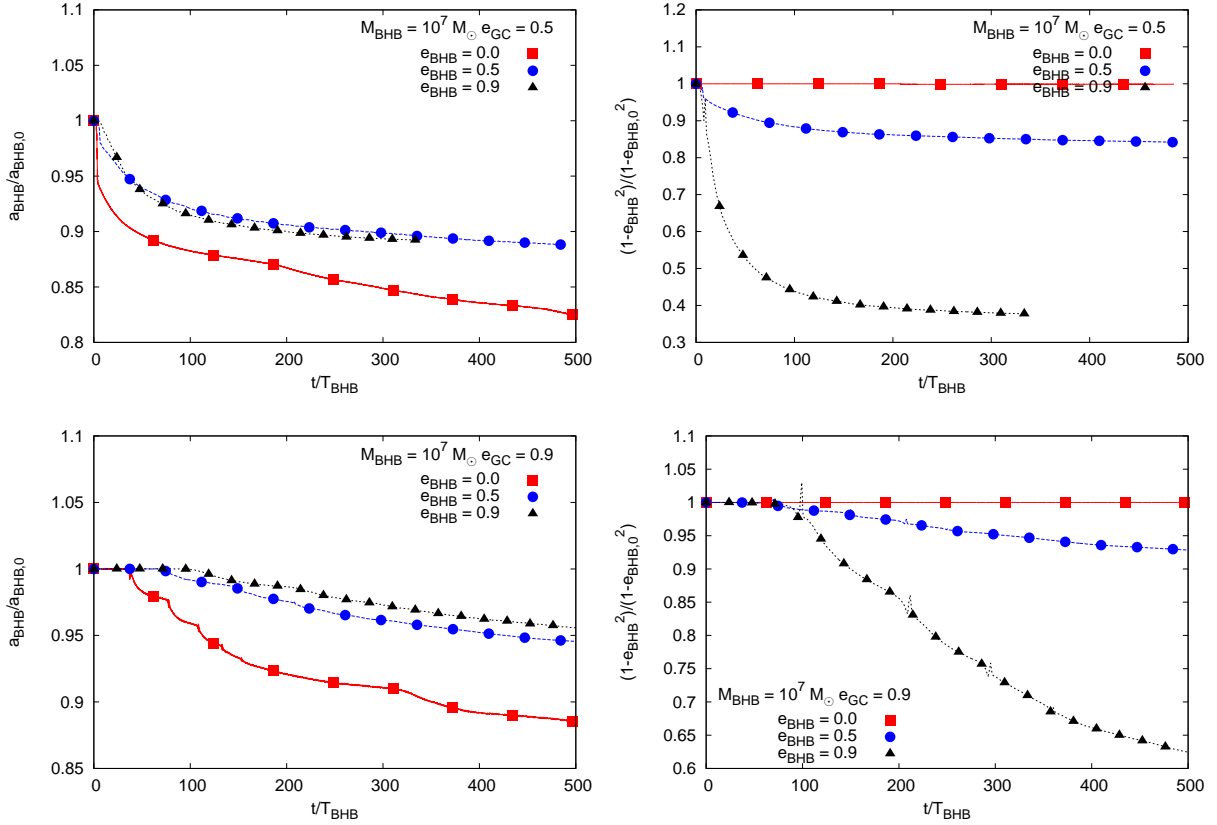 M_BHB = 10^7 M_⊙ e_GC = 0.5
e_BHB = 0.0
e_BHB = 0.5
e_BHB = 0.9
1.1
1.05
1
0.95
0.9
0.85
0.8
a_BHB/a_BHB,0
0 100 200 300 400 500
t/T_BHB
M_BHB = 10^7 M_⊙ e_GC = 0.5
e_BHB = 0.0
e_BHB = 0.5
e_BHB = 0.9
1.2
1.1
1
0.9
0.8
0.7
0.6
0.5
0.4
0.3
(1-e_BHB^2)/(1-e_BHB,0^2)
0 100 200 300 400 500
t/T_BHB
M_BHB = 10^7 M_⊙ e_GC = 0.9
e_BHB = 0.0
e_BHB = 0.5
e_BHB = 0.9
1.1
1.05
1
0.95
0.9
0.85
a_BHB/a_BHB,0
0 100 200 300 400 500
t/T_BHB
1.1
1.05
1
0.95
0.9
0.85
0.8
0.75
0.7
0.65
0.6
(1-e_BHB^2)/(1-e_BHB,0^2)
M_BHB = 10^7 M_⊙ e_GC = 0.9
e_BHB = 0.0
e_BHB = 0.5
e_BHB = 0.9
0 100 200 300 400 500
t/T_BHB